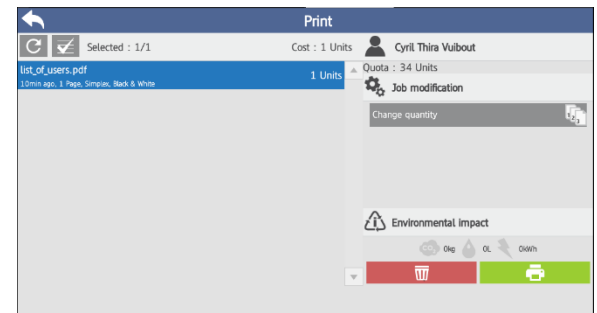 Print
Selected : 1/1
Cost : 1 Units
Cyril Thira Vuibout
list_of_users.pdf
1 Units
10min ago, 1 Page, Simplex, Black & White
Quota : 34 Units
Job modification
Change quantity
Environmental impact
0kg
0L
0kWh